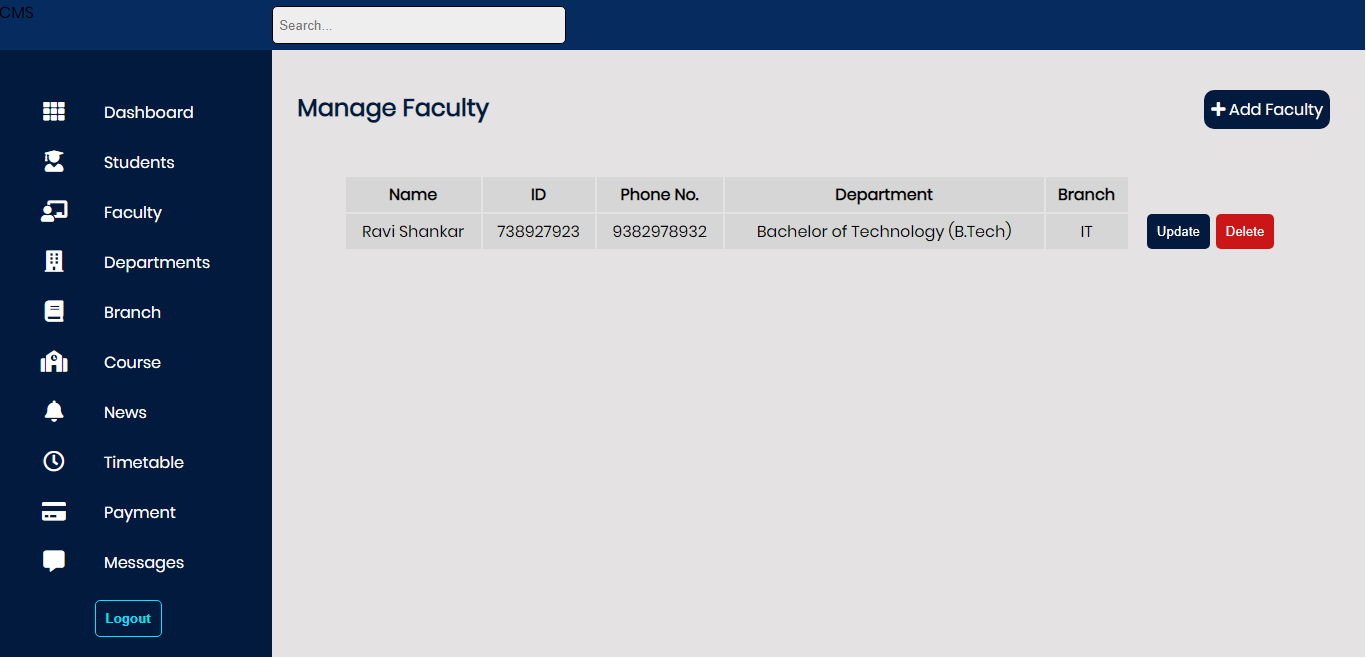 CMS
Search...
Dashboard
Students
Faculty
Departments
Branch
Course
News
Timetable
Payment
Messages
Logout
Manage Faculty
Add Faculty
Name ID Phone No. Department Branch
Ravi Shankar 738927923 9382978932 Bachelor of Technology (B.Tech) IT Update Delete